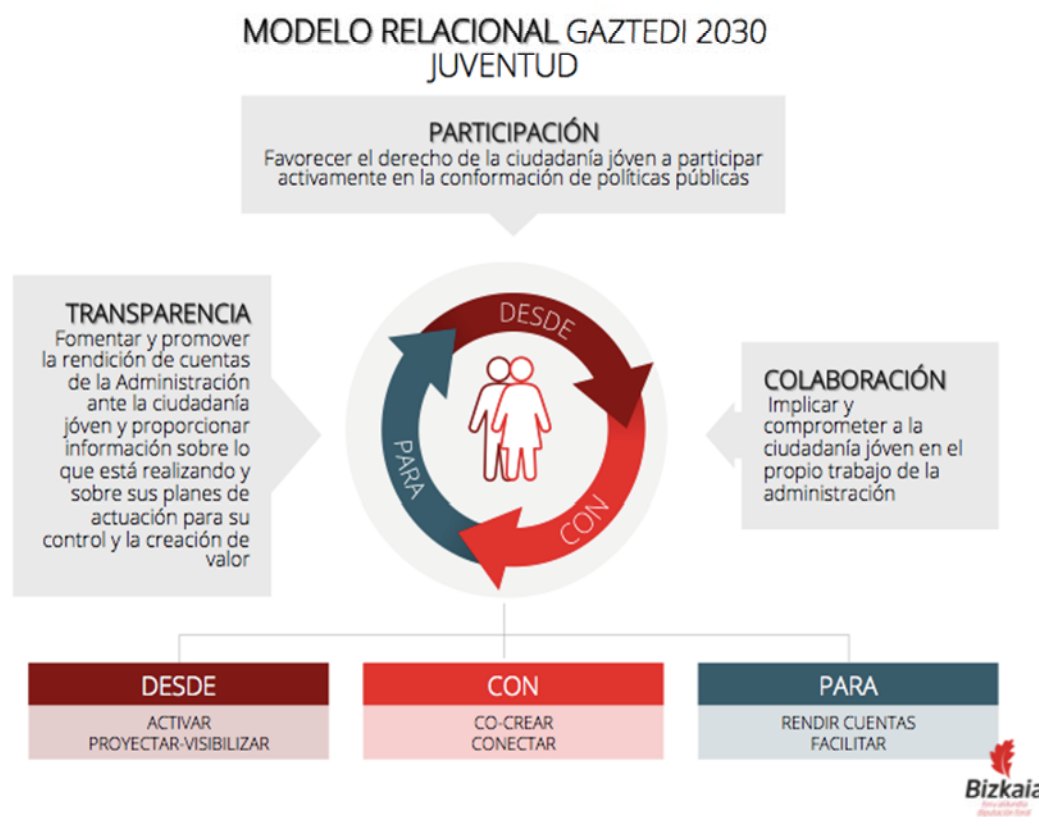 MODELO RELACIONAL GAZTEDI 2030
JUVENTUD
PARTICIPACIÓN
Favorecer el derecho de la ciudadanía jóven a participar
activamente en la conformación de políticas públicas
TRANSPARENCIA
Fomentar y promover
la rendición de cuentas
de la Administración
ante la ciudadanía
jóven y proporcionar
información sobre lo
que está realizando y
sobre sus planes de
actuación para su
control y la creación de
valor
DESDE
CON
PARA
COLABORACIÓN
Implicar y
comprometer a la
ciudadanía jóven en el
propio trabajo de la
administración
DESDE
ACTIVAR
PROYECTAR-VISIBILIZAR
CON
CO-CREAR
CONECTAR
PARA
RENDIR CUENTAS
FACILITAR
Bizkaia
foru aldundia
diputación foral